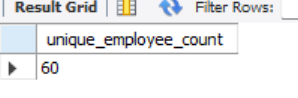 Result Grid Filter Rows:
unique_employee_count
60